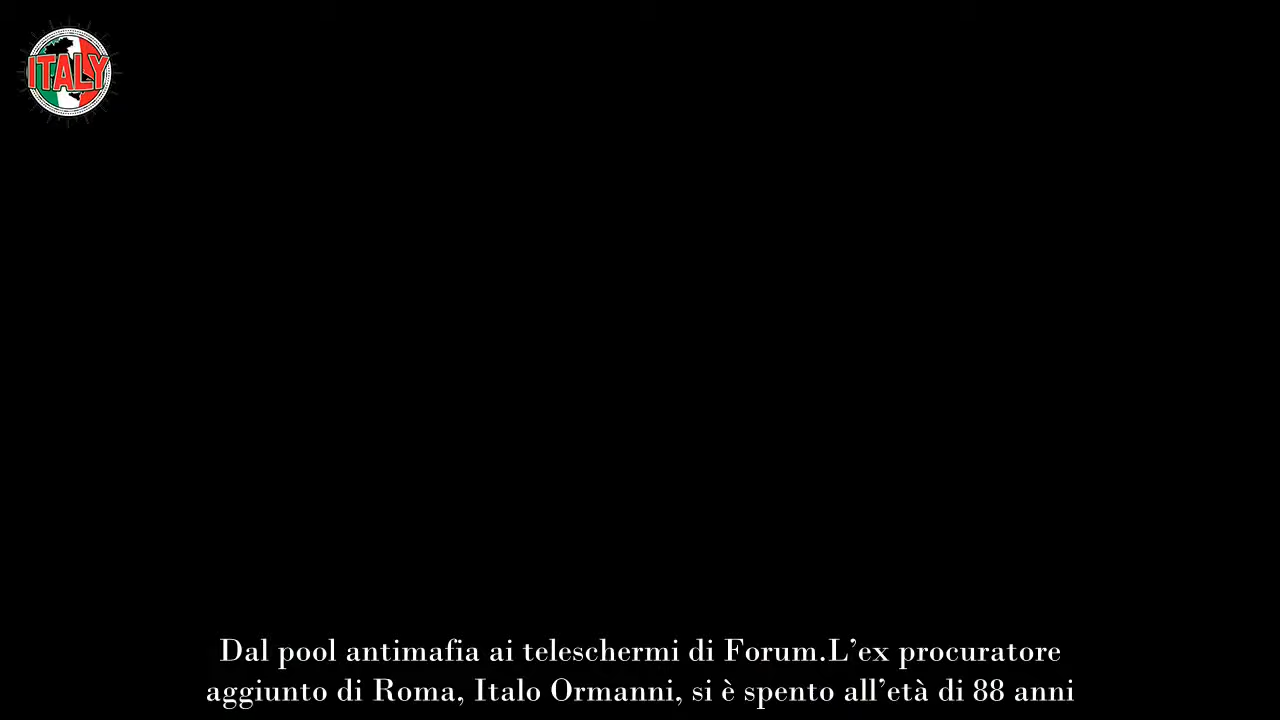 ITALY
Dal pool antimafia ai teleschermi di Forum.L’ex procuratore
aggiunto di Roma, Italo Ormanni, si è spento all’età di 88 anni